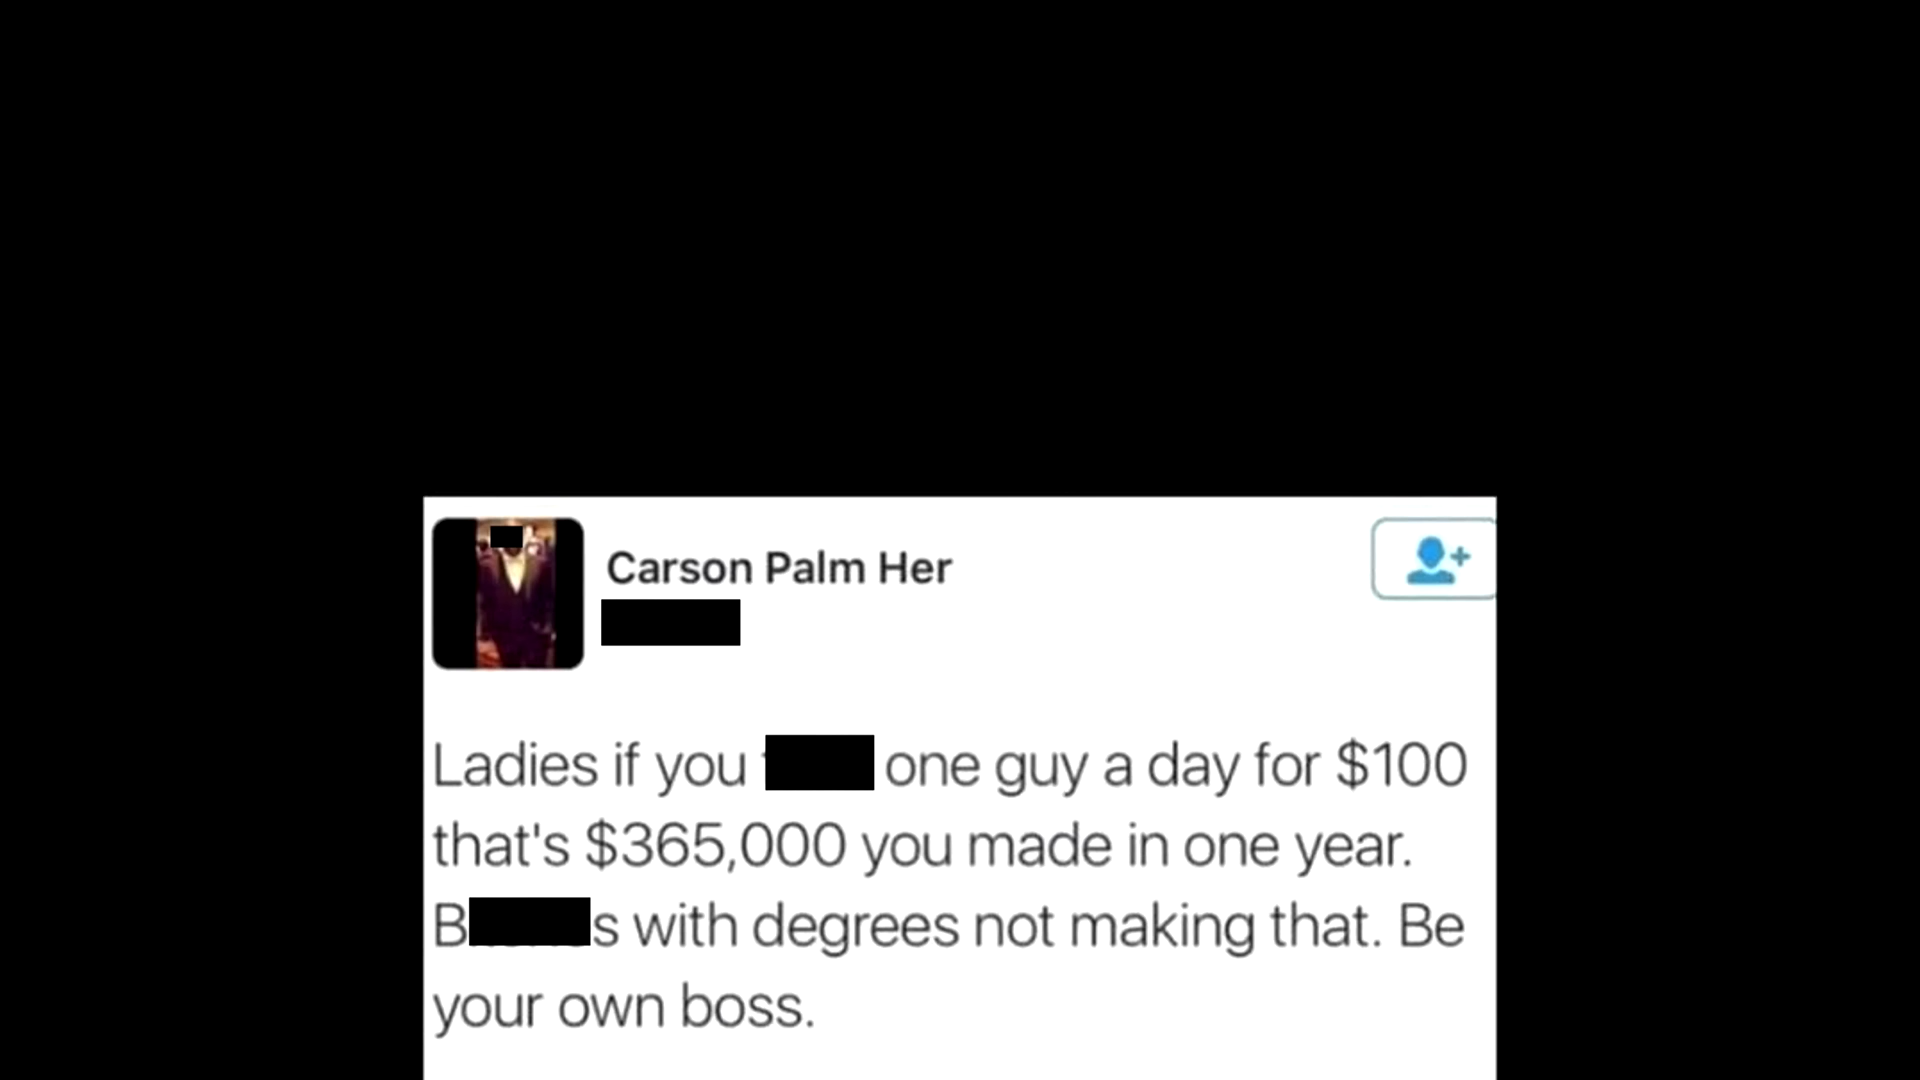 Carson Palm Her
Ladies if you one guy a day for $100
that's $365,000 you made in one year.
B s with degrees not making that. Be
your own boss.